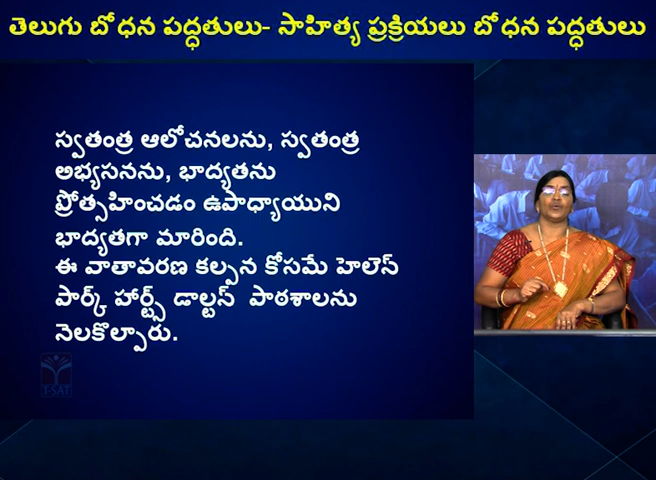 తెలుగు బోధన పద్ధతులు- సాహిత్య ప్రక్రియలు బోధన పద్ధతులు
స్వతంత్ర ఆలోచనలను, స్వతంత్ర
అభ్యసనను, భాద్యతను
ప్రోత్సహించడం ఉపాధ్యాయుని
భాద్యతగా మారింది.
ఈ వాతావరణ కల్పన కోసమే హెలెన్
పార్క్ హార్ట్స్ డాల్టన్ పాఠశాలను
నెలకొల్పారు.
T-SAT